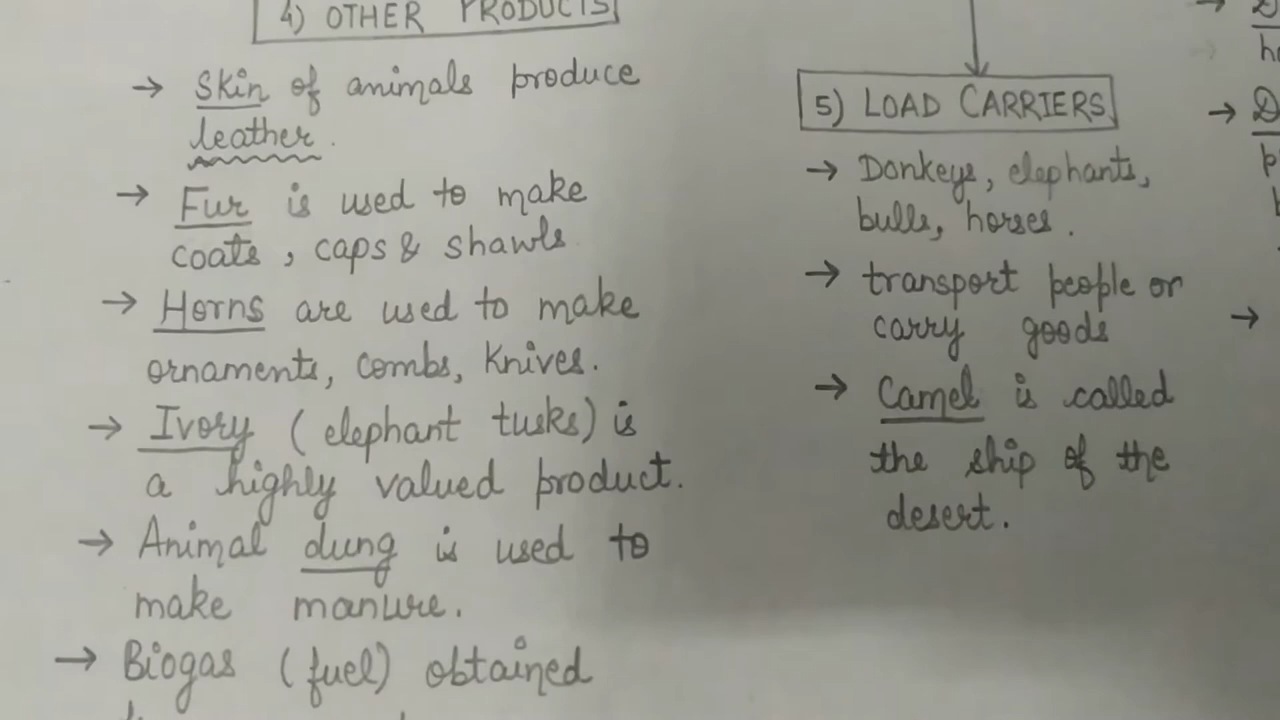 4) OTHER PRODUCTS
→ Skin of animals produce
leather.
→ Fur is used to make
coats, caps & shawls
→ Horns are used to make
ornaments, combs, knives.
→ Ivory (elephant tusks) is
a highly valued product.
→ Animal dung is used to
make manure.
→ Biogas (fuel) obtained
5) LOAD CARRIERS
→ Donkeys, elephants,
bulls, horses.
→ transport people or
carry goods
→ Camel is called
the ship of the
desert.